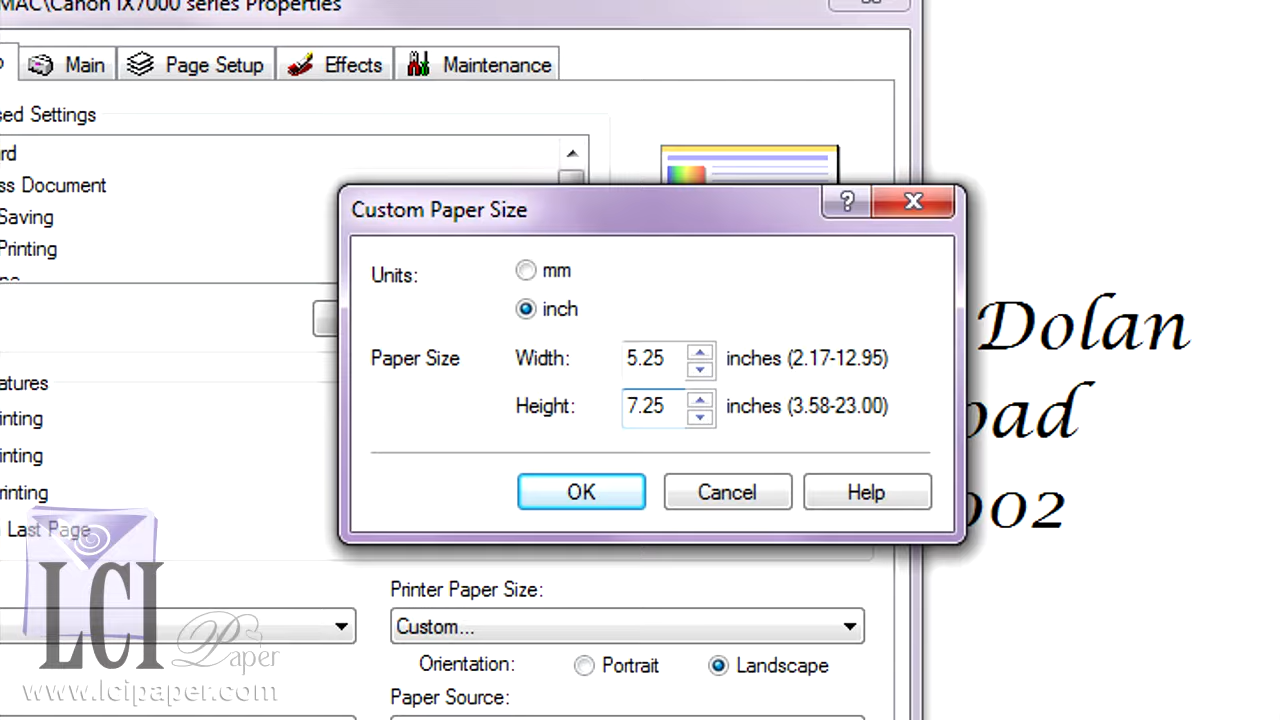 MAC\Canon iX7000 series Properties
Main
Page Setup
Effects
Maintenance
sed Settings
rd
ss Document
Saving
Printing
Custom Paper Size
?
Units:
mm
inch
Paper Size
Width:
5.25
inches (2.17-12.95)
Height:
7.25
inches (3.58-23.00)
OK
Cancel
Help
Dolan
oad
002
atures
inting
inting
rinting
n Last Page
Printer Paper Size:
Custom...
Orientation:
Portrait
Landscape
Paper Source:
LCI
Paper
www.lcipaper.com